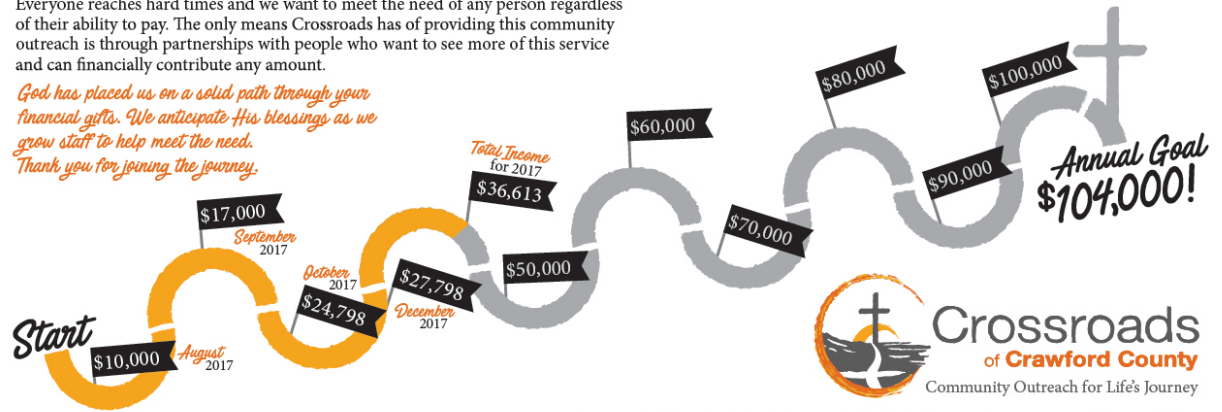 Everyone reaches hard times and we want to meet the need of any person regardless
of their ability to pay. The only means Crossroads has of providing this community
outreach is through partnerships with people who want to see more of this service
and can financially contribute any amount.
God has placed us on a solid path through your
financial gifts. We anticipate His blessings as we
grow staff to help meet the need.
Thank you for joining the journey.
Start
$10,000
August
2017
$17,000
September
2017
October
2017
$24,798
$27,798
December
2017
Total Income
for 2017
$36,613
$50,000
$60,000
$70,000
$80,000
$90,000
$100,000
Annual Goal
$104,000!
Crossroads
of Crawford County
Community Outreach for Life's Journey